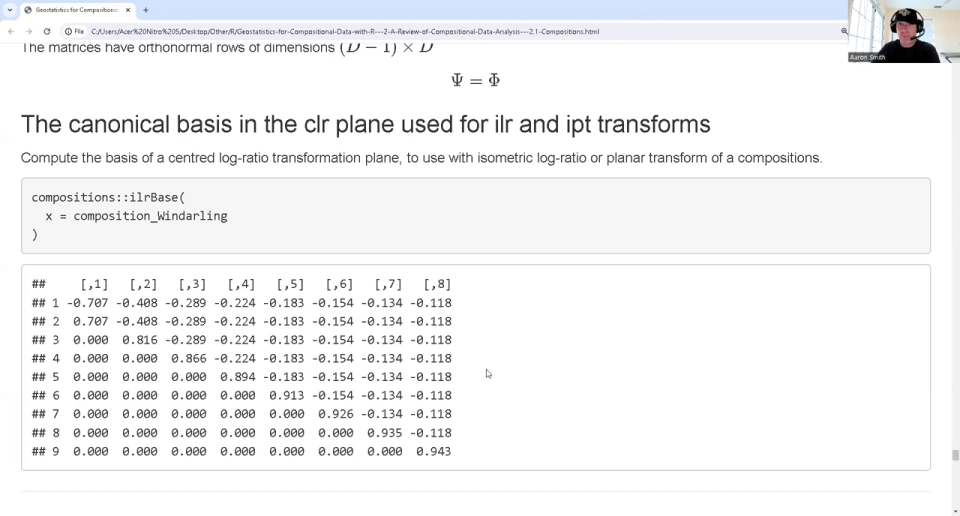 Geostatistics for Compositional
File C:/Users/Acer%20Nitro%205/Desktop/Other/R/Geostatistics-for-Compositional-Data-with-R---2-A-Review-of-Compositional-Data-Analysis---2.1-Compositions.html
Aaron Smith
The matrices have orthonormal rows of dimensions (D − 1) × D
Ψ = Φ
The canonical basis in the clr plane used for ilr and ipt transforms
Compute the basis of a centred log-ratio transformation plane, to use with isometric log-ratio or planar transform of a compositions.
compositions::ilrBase(
x = composition_Windarling
)
## [,1] [,2] [,3] [,4] [,5] [,6] [,7] [,8]
## 1 -0.707 -0.408 -0.289 -0.224 -0.183 -0.154 -0.134 -0.118
## 2 0.707 -0.408 -0.289 -0.224 -0.183 -0.154 -0.134 -0.118
## 3 0.000 0.816 -0.289 -0.224 -0.183 -0.154 -0.134 -0.118
## 4 0.000 0.000 0.866 -0.224 -0.183 -0.154 -0.134 -0.118
## 5 0.000 0.000 0.000 0.894 -0.183 -0.154 -0.134 -0.118
## 6 0.000 0.000 0.000 0.000 0.913 -0.154 -0.134 -0.118
## 7 0.000 0.000 0.000 0.000 0.000 0.926 -0.134 -0.118
## 8 0.000 0.000 0.000 0.000 0.000 0.000 0.935 -0.118
## 9 0.000 0.000 0.000 0.000 0.000 0.000 0.000 0.943